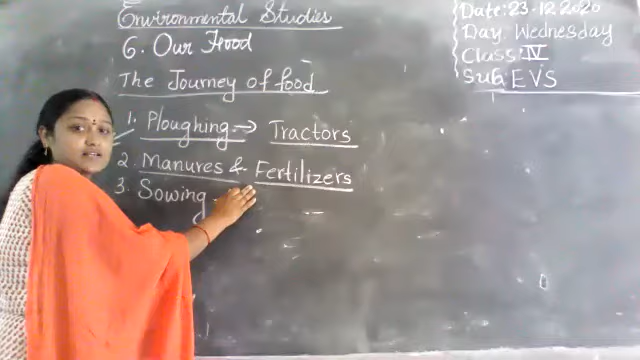 Environmental Studies
6. Our Food
The Journey of food
1. Ploughing → Tractors
2. Manures & Fertilizers
3. Sowing -
Date: 23.12.2020
Day: Wednesday
Class: IV
Sub: EVS